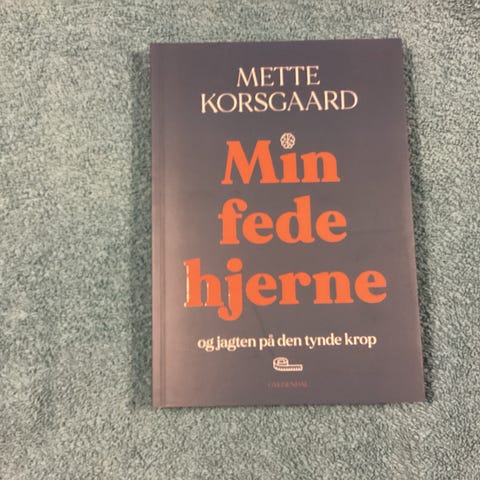 METTE
KORSGAARD
Min
fede
hjerne
og jagten på den tynde krop
GYLDENDAL